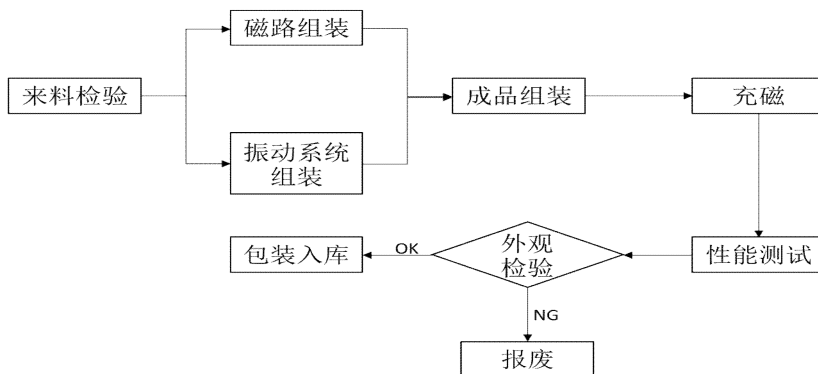 磁路组装
来料检验
成品组装
充磁
振动系统
组装
包装入库
OK
外观
检验
性能测试
NG
报废